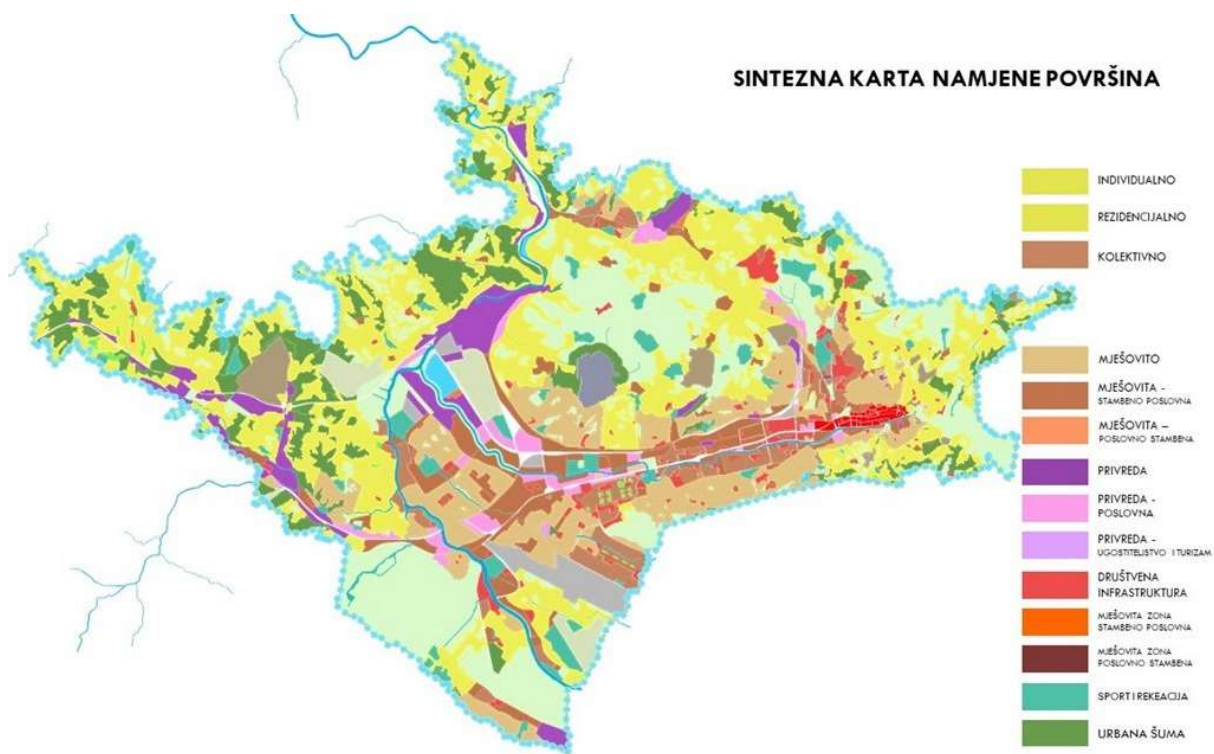 SINTEZNA KARTA NAMJENE POVRŠINA
INDIVIDUALNO
REZIDENCIJALNO
KOLEKTIVNO
MJEŠOVITO
MJEŠOVITA -
STAMBENO POSLOVNA
MJEŠOVITA –
POSLOVNO STAMBENA
PRIVREDA
PRIVREDA -
POSLOVNA
PRIVREDA -
UGOSTITELJSTVO I TURIZAM
DRUŠTVENA
INFRASTRUKTURA
MJEŠOVITA ZONA
STAMBENO POSLOVNA
MJEŠOVITA ZONA
POSLOVNO STAMBENA
SPORT I REKEACIJA
URBANA ŠUMA